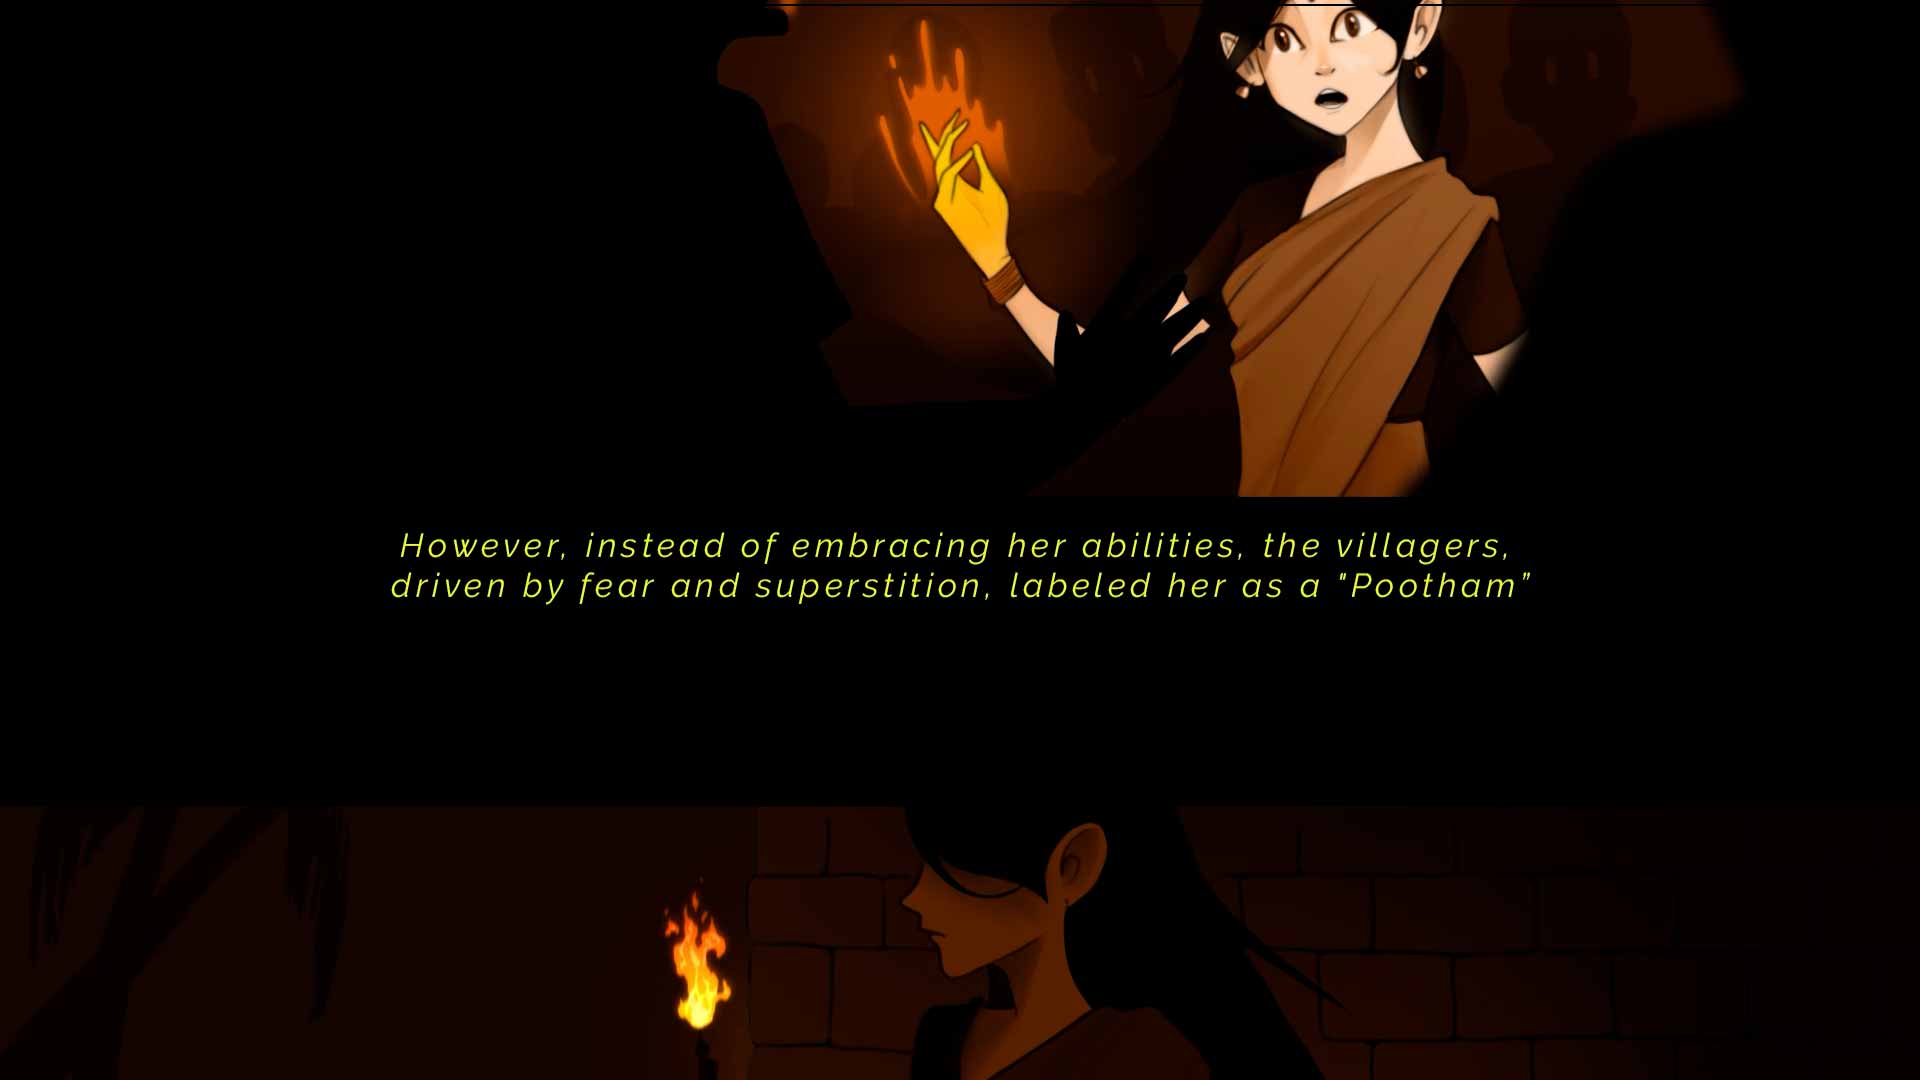 However, instead of embracing her abilities, the villagers,
driven by fear and superstition, labeled her as a "Pootham”